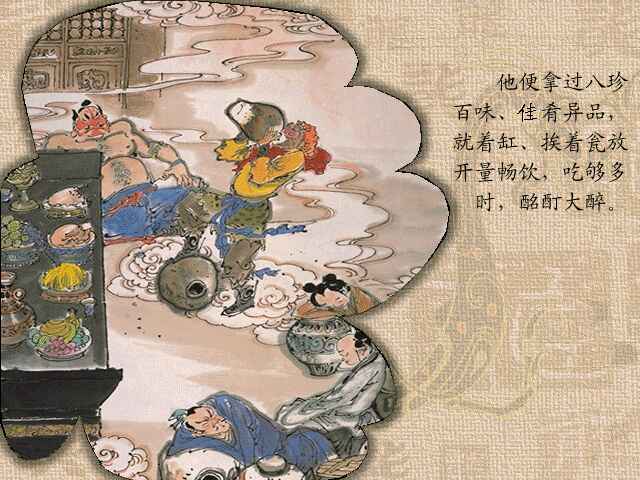 他便拿过八珍
百味、佳肴异品，
就着缸、挨着瓮放
开量畅饮，吃够多
时，酩酊大醉。